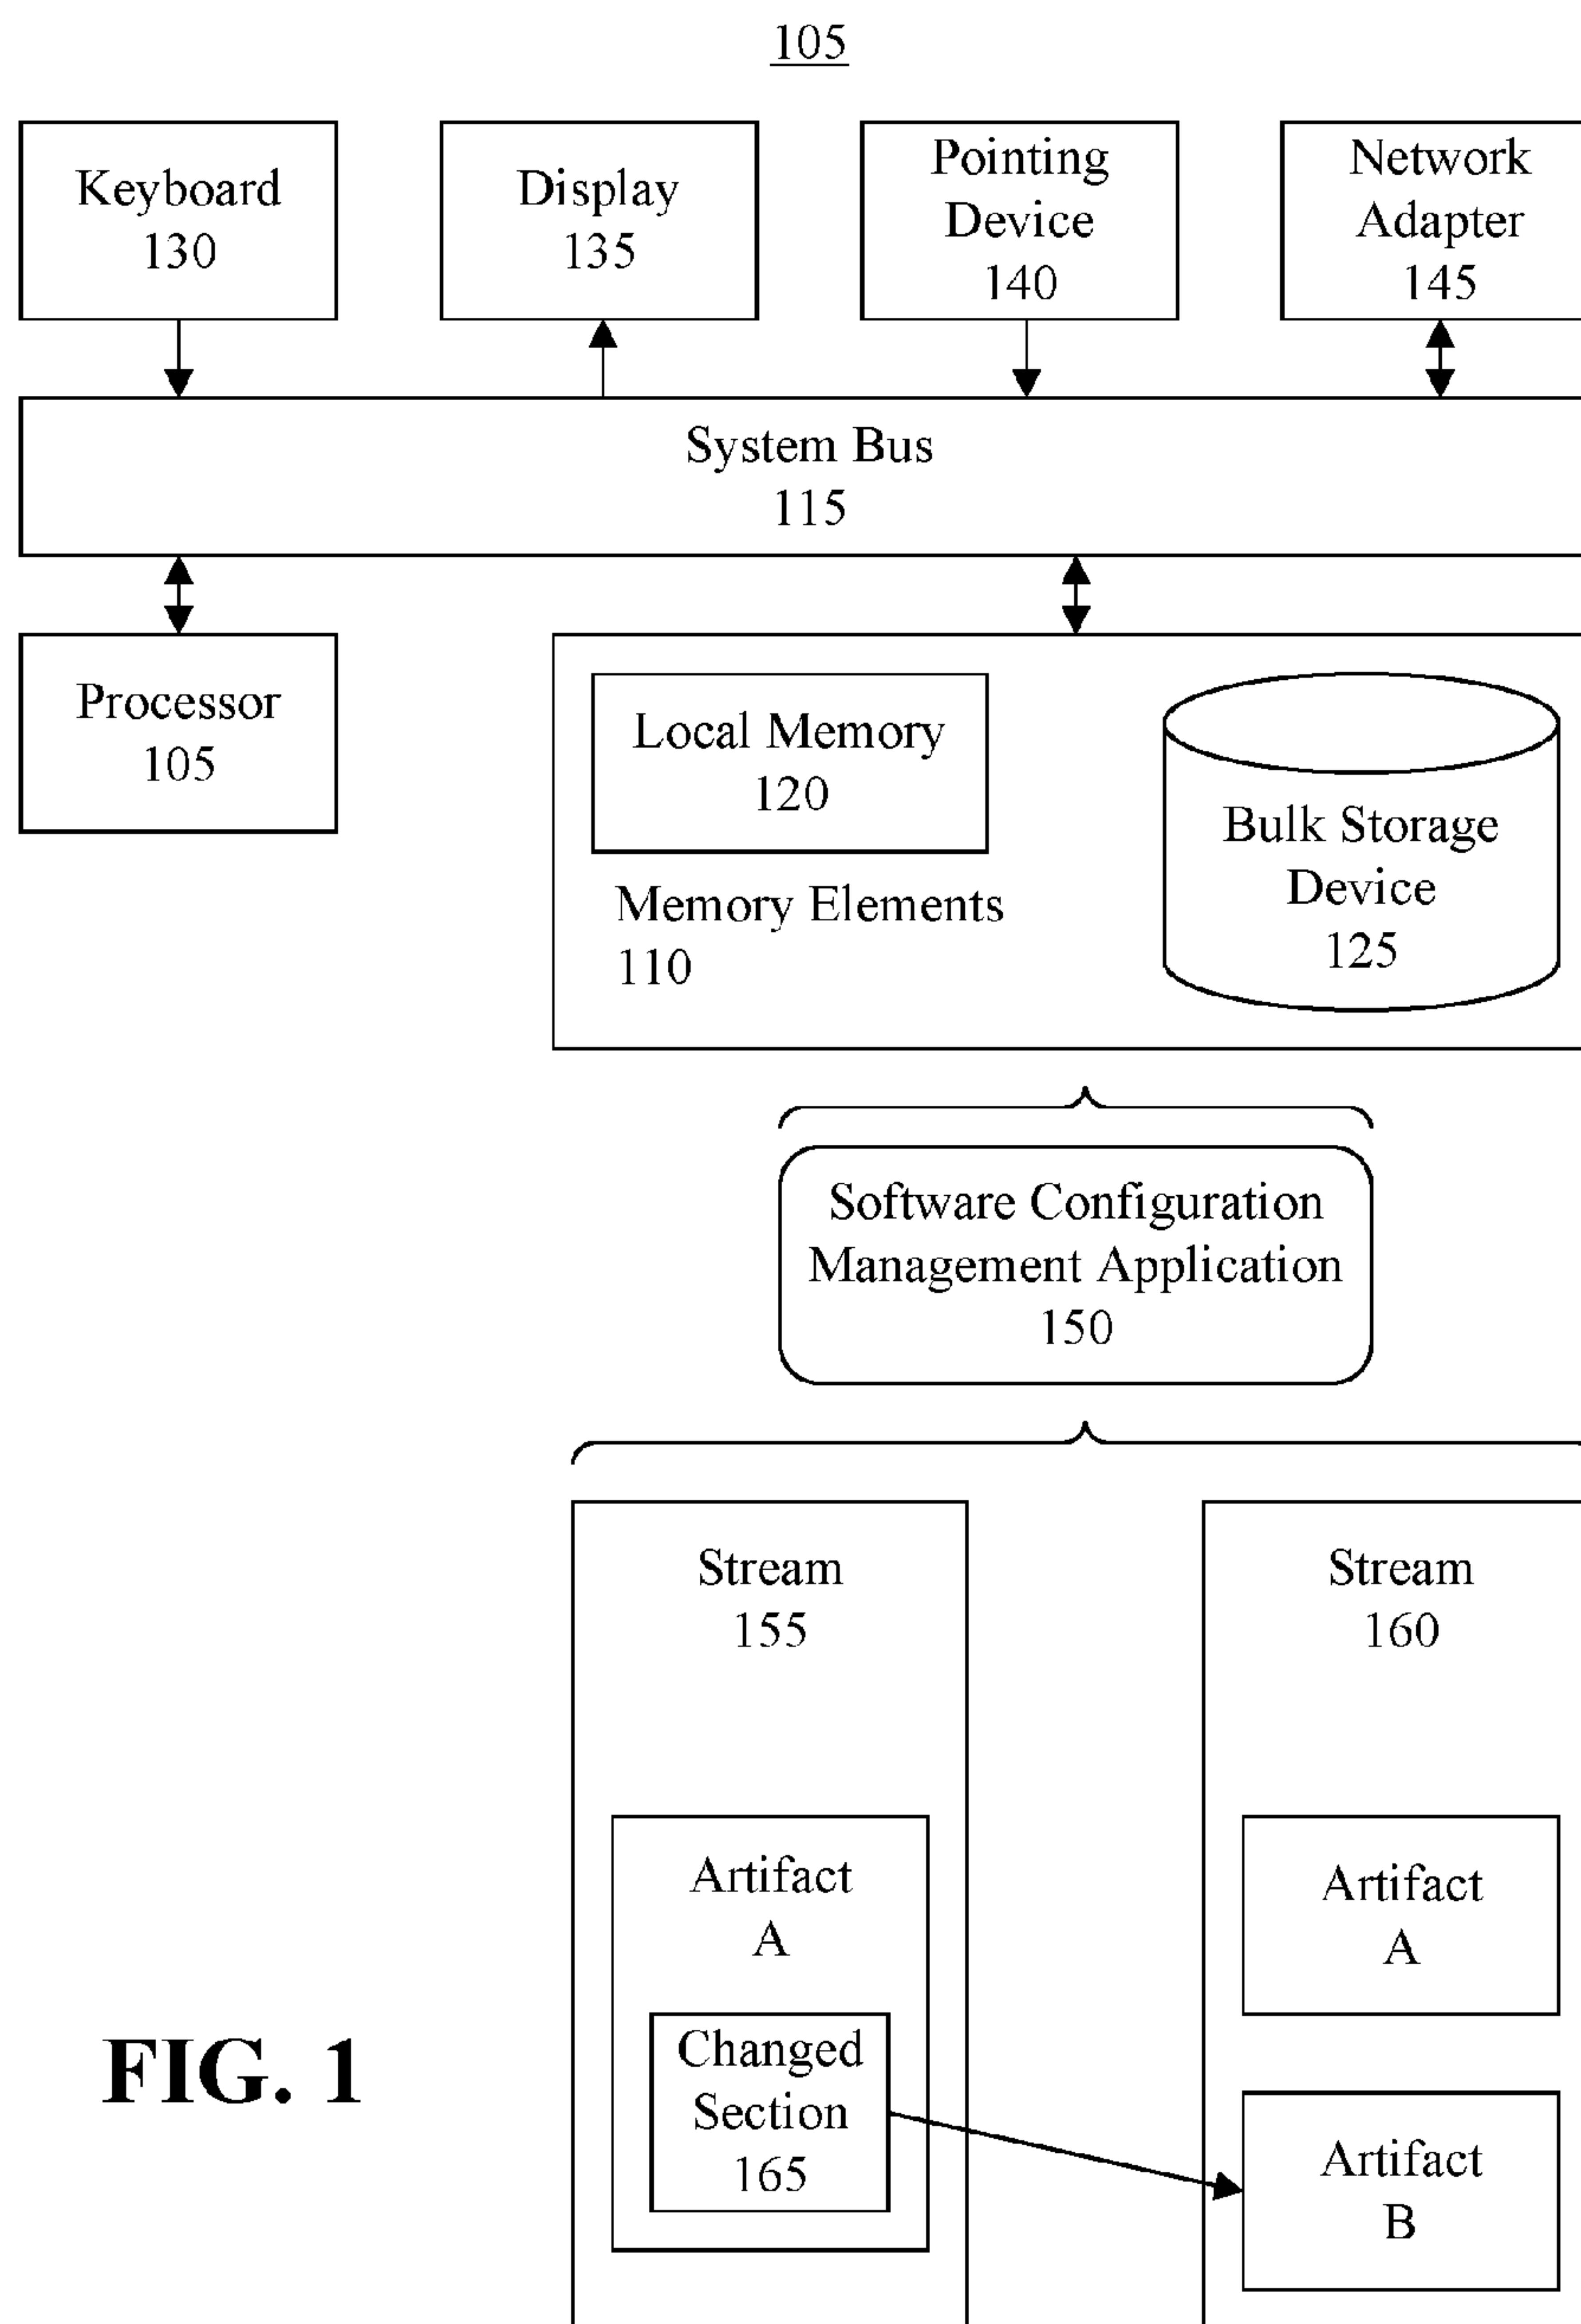 105
Keyboard
130
Display
135
Pointing
Device
140
Network
Adapter
145
System Bus
115
Processor
105
Local Memory
120
Memory Elements
110
Bulk Storage
Device
125
Software Configuration
Management Application
150
Stream
155
Stream
160
Artifact
A
Changed
Section
165
Artifact
A
Artifact
B
FIG. 1